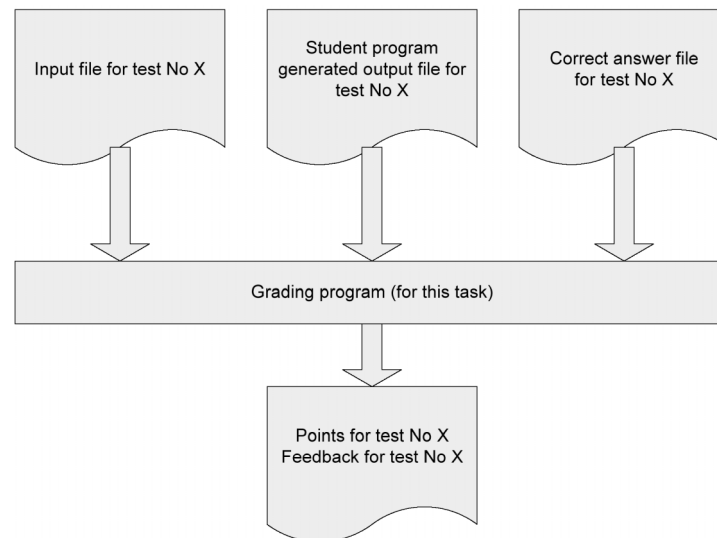 Input file for test No X
Student program
generated output file for
test No X
Correct answer file
for test No X
Grading program (for this task)
Points for test No X
Feedback for test No X